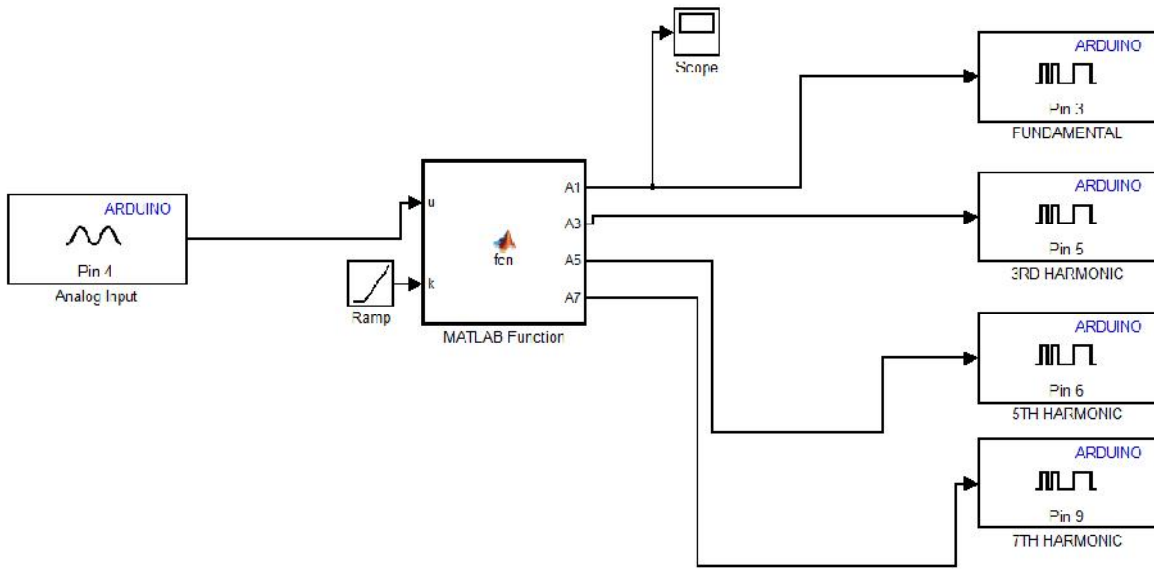 ARDUINO
Pin 4
Analog Input
Ramp
u
k
fcn
A1
A3
A5
A7
MATLAB Function
Scope
ARDUINO
Pin 3
FUNDAMENTAL
ARDUINO
Pin 5
3RD HARMONIC
ARDUINO
Pin 6
5TH HARMONIC
ARDUINO
Pin 9
7TH HARMONIC